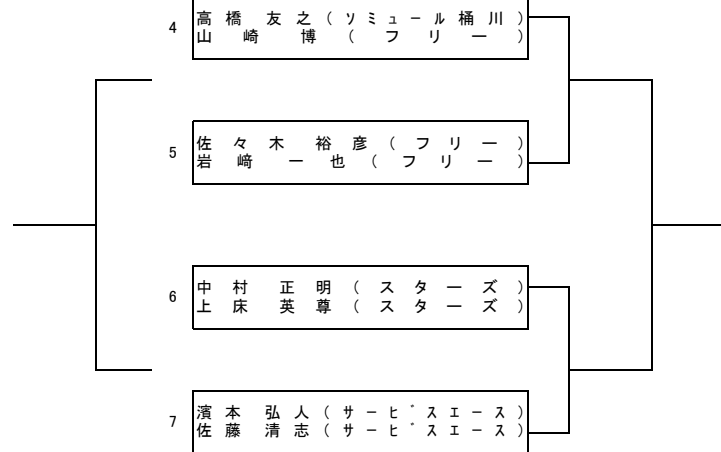 4
高橋 友之(ソミュール桶川)
山崎 博(フリー)
5
佐々木 裕彦(フリー)
岩﨑 一也(フリー)
6
中村 正明(スターズ)
上床 英尊(スターズ)
7
濱本 弘人(サービスエース)
佐藤 清志(サービスエース)